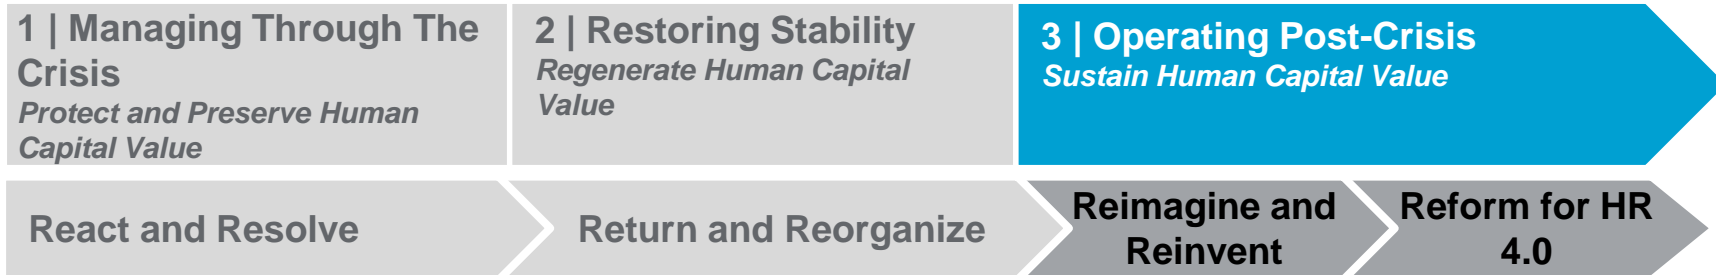 1 | Managing Through The
Crisis
Protect and Preserve Human
Capital Value
2 | Restoring Stability
Regenerate Human Capital
Value
3 | Operating Post-Crisis
Sustain Human Capital Value
React and Resolve
Return and Reorganize
Reimagine and
Reinvent
Reform for HR
4.0